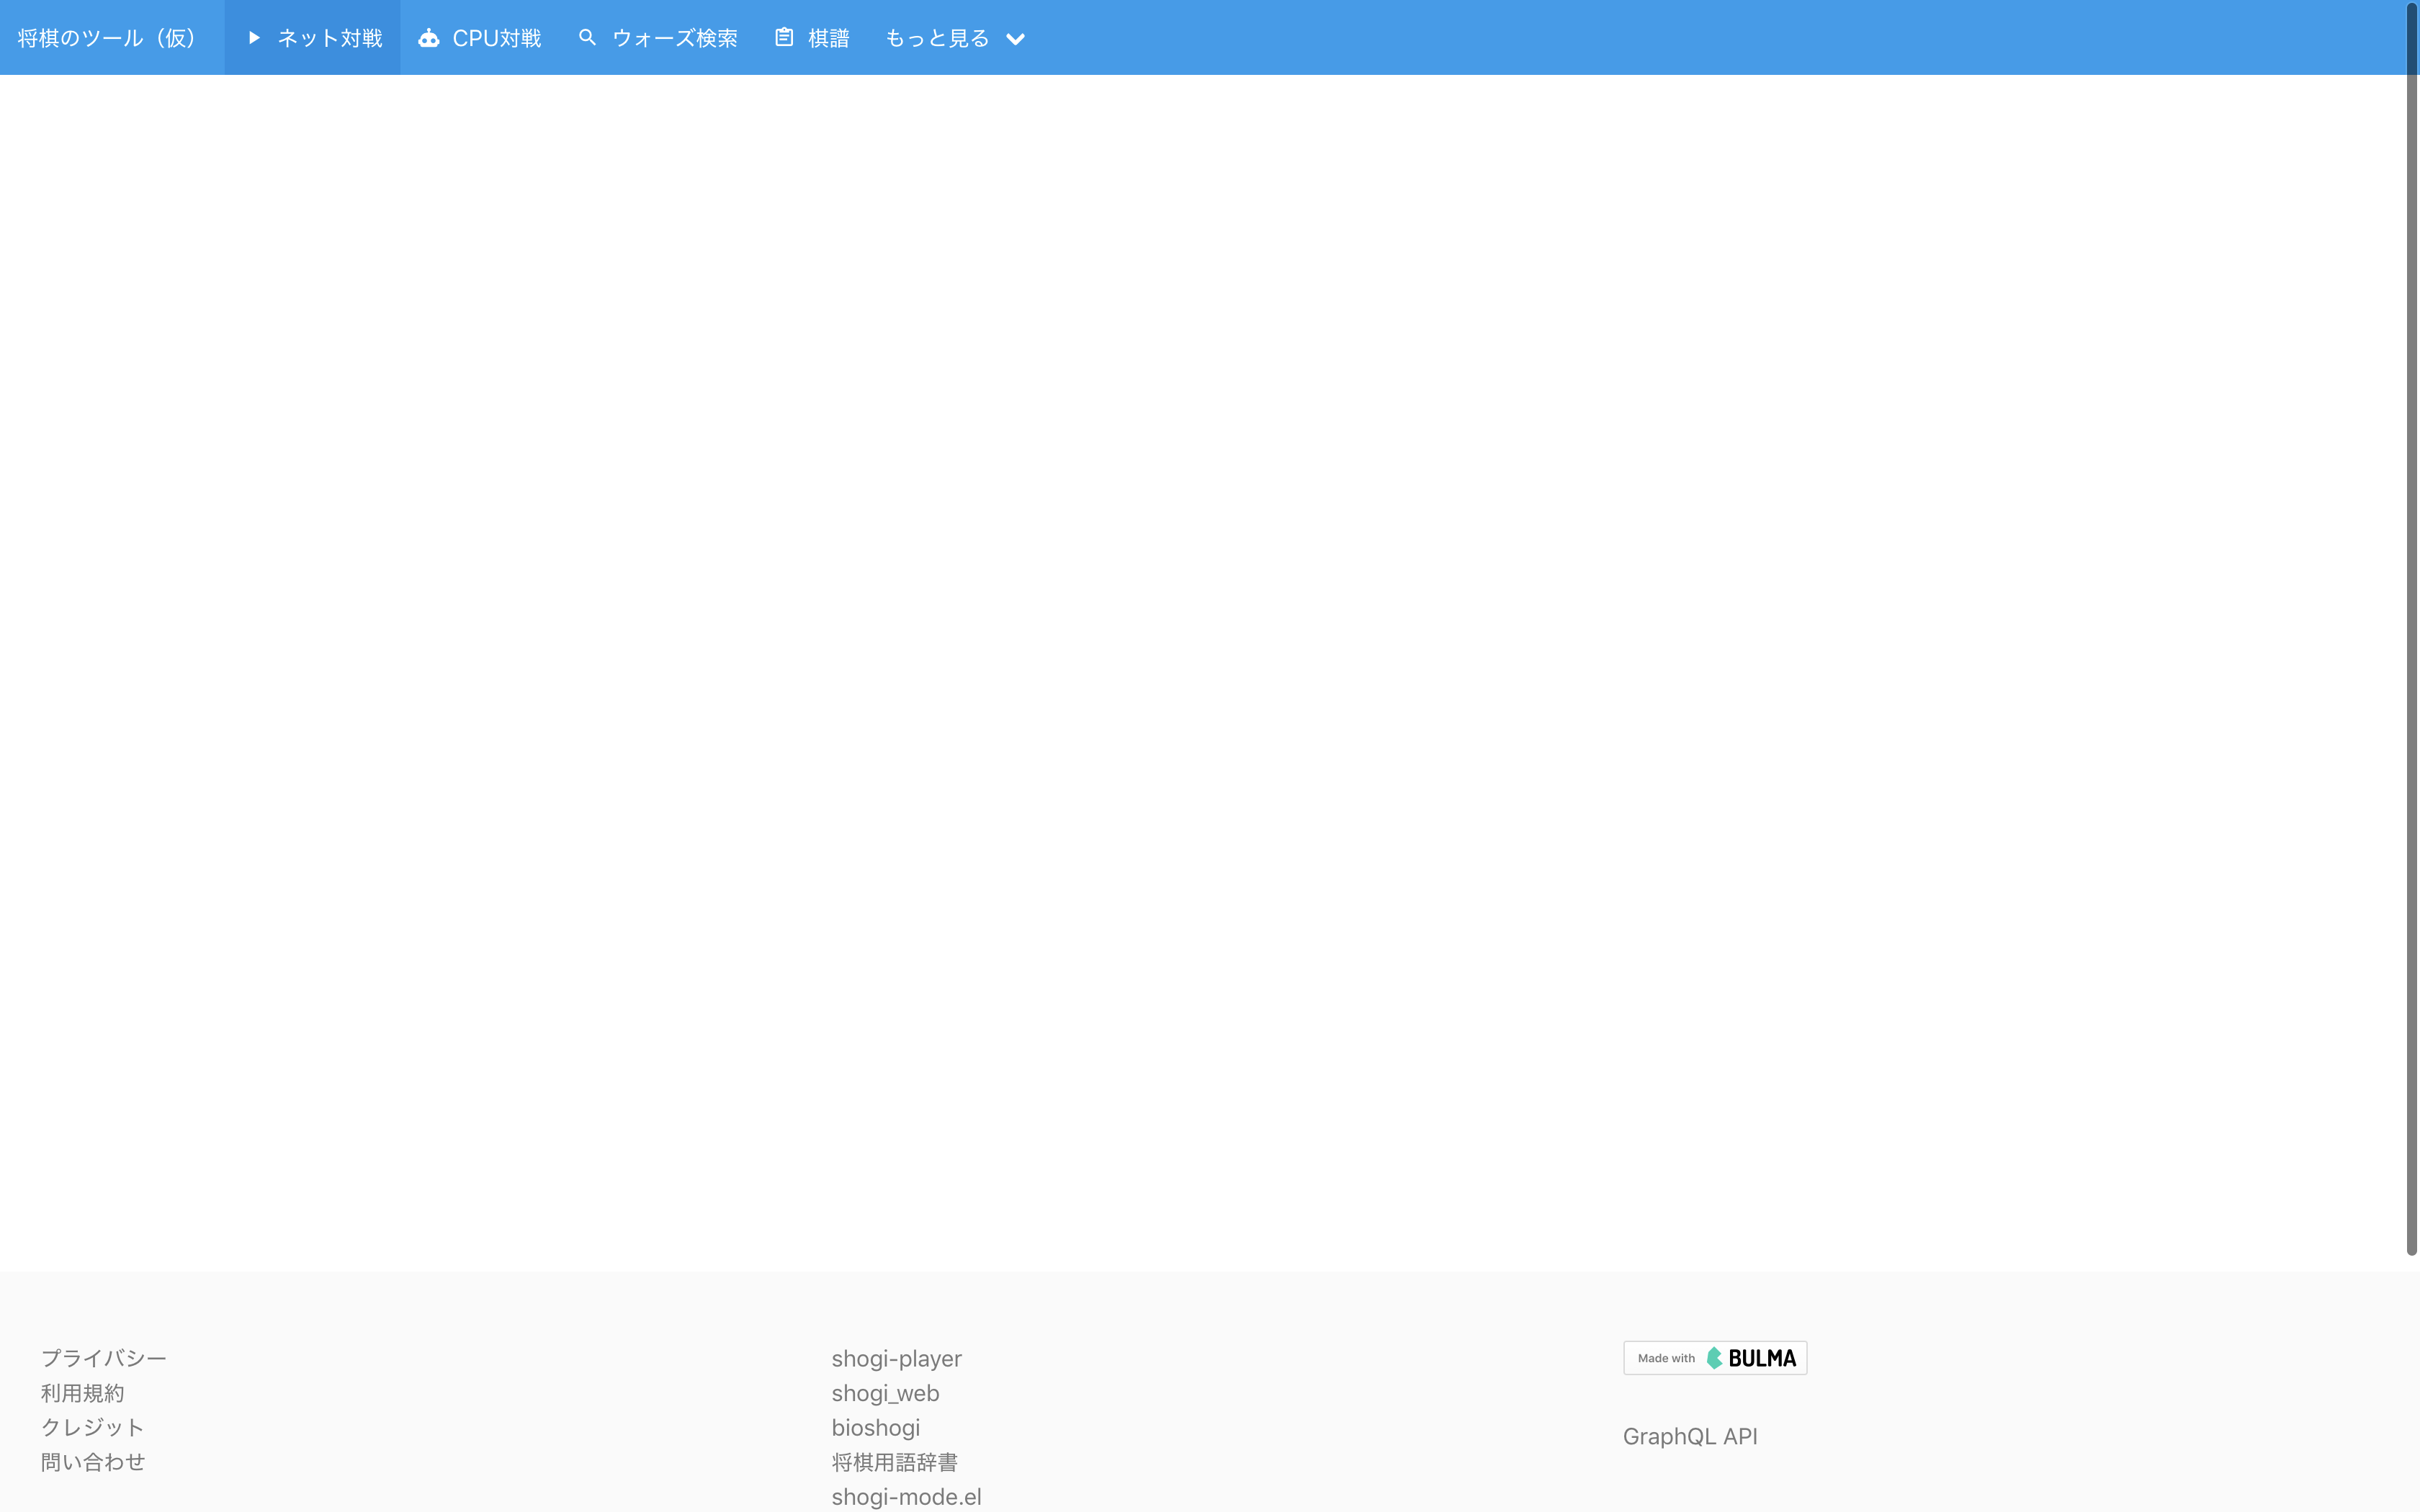 将棋のツール（仮） ネット対戦 CPU対戦 ウォーズ検索 棋譜 もっと見る
プライバシー
利用規約
クレジット
問い合わせ
shogi-player
shogi_web
bioshogi
将棋用語辞書
shogi-mode.el
Made with BULMA
GraphQL API